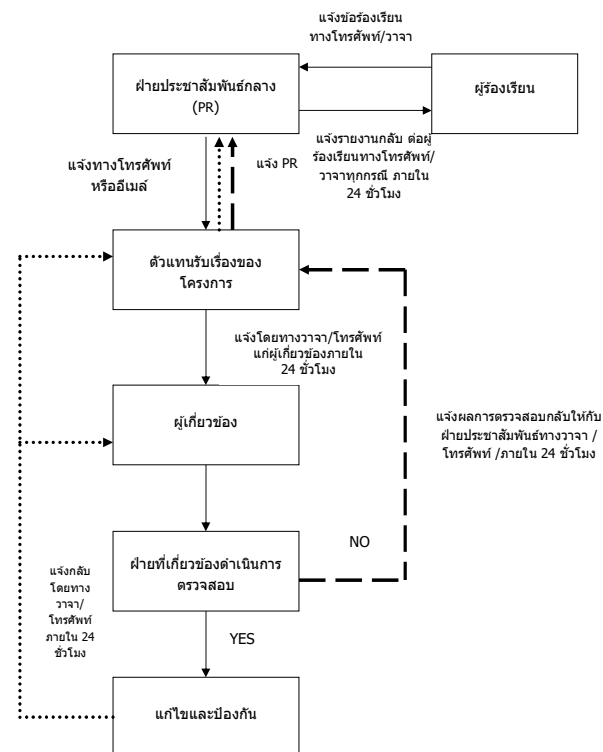 แจ้งข้อร้องเรียน
ทางโทรศัพท์/วาจา
ฝ่ายประชาสัมพันธ์กลาง
(PR)
ผู้ร้องเรียน
แจ้งรายงานกลับ ต่อผู้
ร้องเรียนทางโทรศัพท์/
วาจาทุกกรณี ภายใน
24 ชั่วโมง
แจ้งทางโทรศัพท์
หรืออีเมล์
แจ้ง PR
ตัวแทนรับเรื่องของ
โครงการ
แจ้งโดยทางวาจา/โทรศัพท์
แก่ผู้เกี่ยวข้องภายใน
24 ชั่วโมง
ผู้เกี่ยวข้อง
แจ้งผลการตรวจสอบกลับให้กับ
ฝ่ายประชาสัมพันธ์ทางวาจา /
โทรศัพท์ /ภายใน 24 ชั่วโมง
NO
ฝ่ายที่เกี่ยวข้องดำเนินการ
ตรวจสอบ
แจ้งกลับ
โดยทาง
วาจา/
โทรศัพท์
ภายใน 24
ชั่วโมง
YES
แก้ไขและป้องกัน